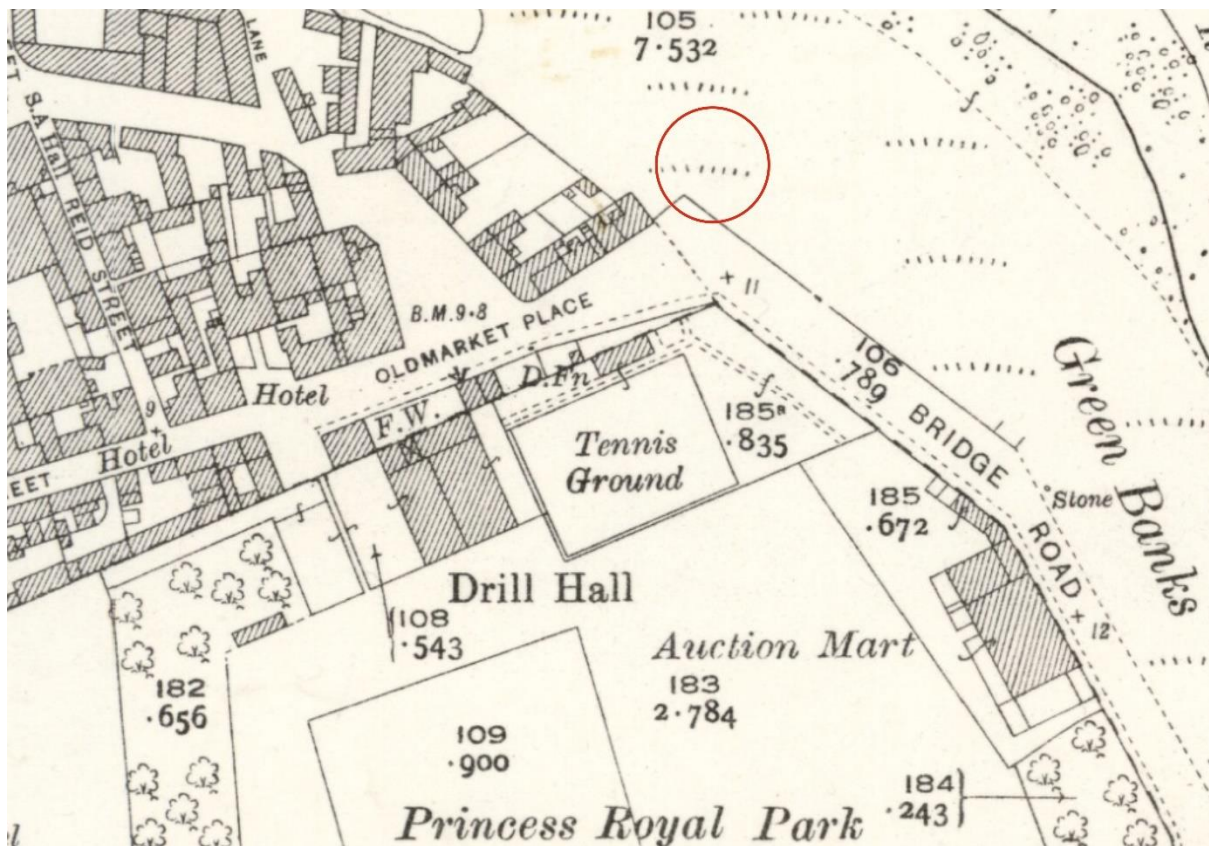 105
7·532
LANE
S.A Hall
REID STREET
B.M.9·8
OLDMARKET PLACE
11
106
·789
BRIDGE
ROAD
Green Banks
Hotel
D.Fn
F.W.
9
Hotel
EET
Tennis
Ground
185B
·835
185
·672
Stone
12
Drill Hall
108
·543
Auction Mart
183
2·784
182
·656
109
·900
184
·243
Princess Royal Park